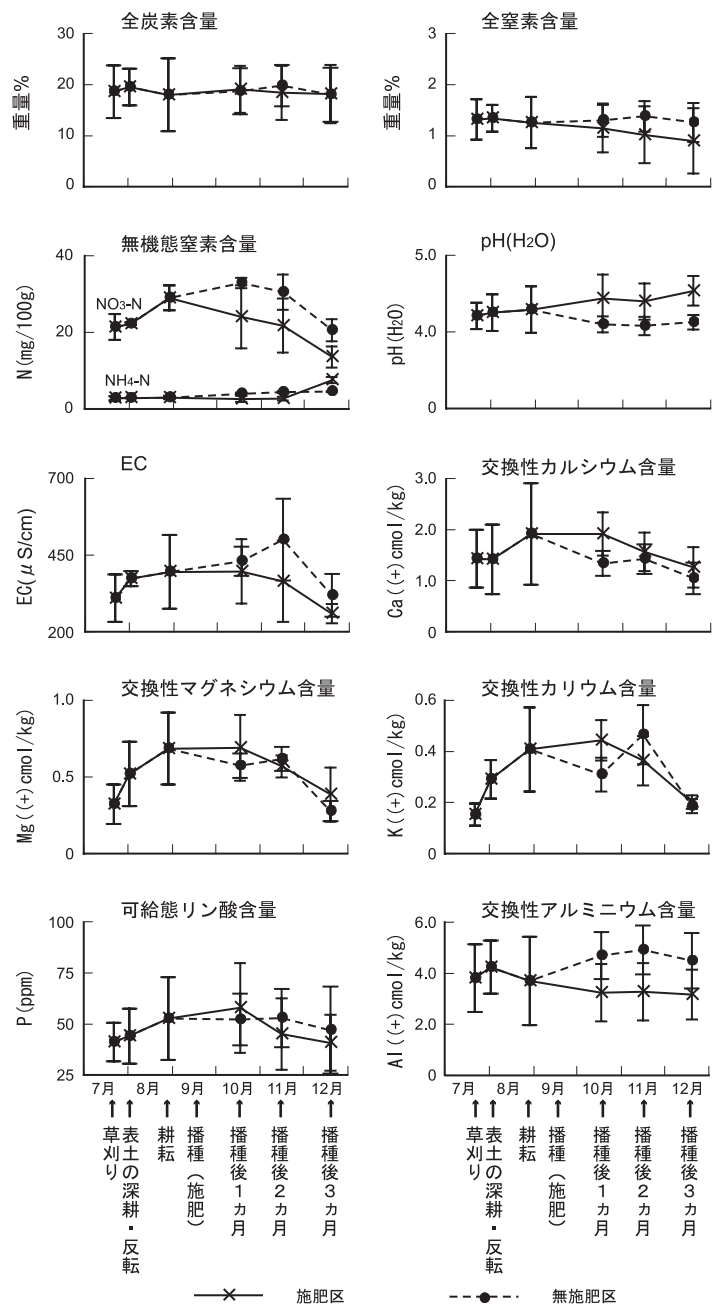 全炭素含量
重量%
30
20
10
0
全窒素含量
重量%
3
2
1
0
無機態窒素含量
N(mg/100g)
40
20
0
NO3-N
NH4-N
pH(H2O)
pH(H2O)
5.0
4.0
3
EC
EC(μS/cm)
700
450
200
交換性カルシウム含量
Ca((+)cmol/kg)
3.0
2.0
1.0
0
交換性マグネシウム含量
Mg((+)cmol/kg)
1.0
0.5
0
交換性カリウム含量
K((+)cmol/kg)
0.6
0.4
0.2
0
可給態リン酸含量
P(ppm)
100
75
50
25
交換性アルミニウム含量
Al((+)cmol/kg)
6.0
4.0
2.0
0
7月 8月 9月 10月 11月 12月
↑草刈り
↑表土の深耕・反転
↑耕転
↑播種(施肥)
↑播種後1ヵ月
↑播種後2ヵ月
↑播種後3ヵ月
7月 8月 9月 10月 11月 12月
↑草刈り
↑表土の深耕・反転
↑耕転
↑播種(施肥)
↑播種後1ヵ月
↑播種後2ヵ月
↑播種後3ヵ月
施肥区
無施肥区